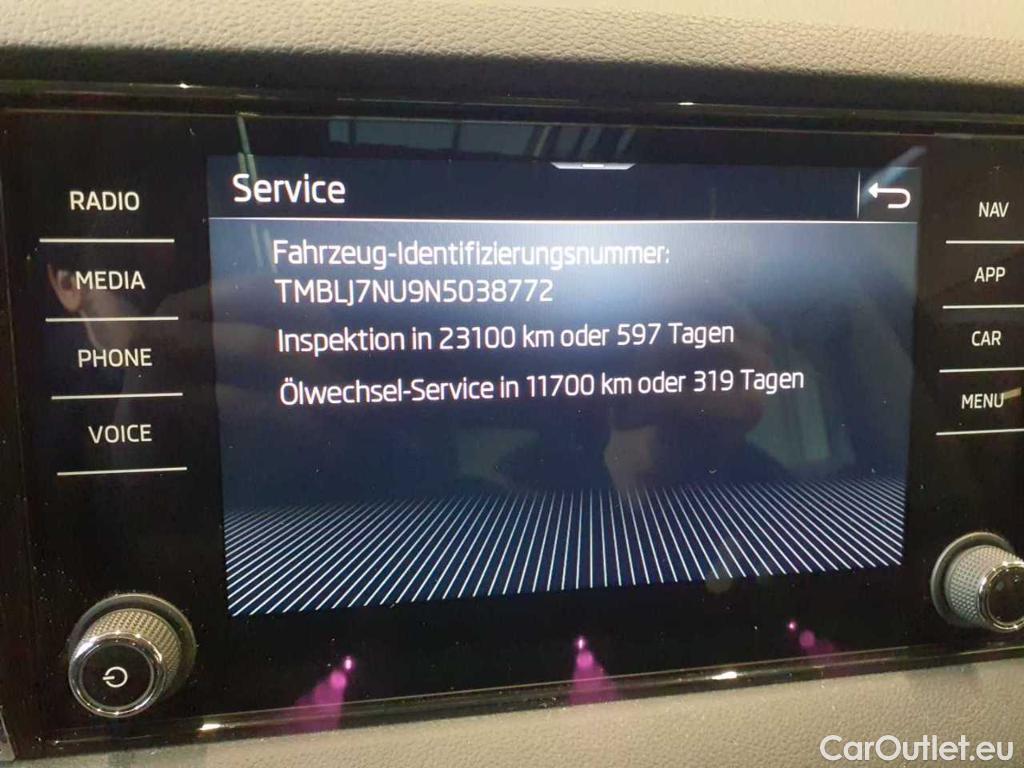 Service
RADIO
MEDIA
PHONE
VOICE
Fahrzeug-Identifizierungsnummer:
TMBLJ7NU9N5038772
Inspektion in 23100 km oder 597 Tagen
Ölwechsel-Service in 11700 km oder 319 Tagen
NAV
APP
CAR
MENU
CarOutlet.eu